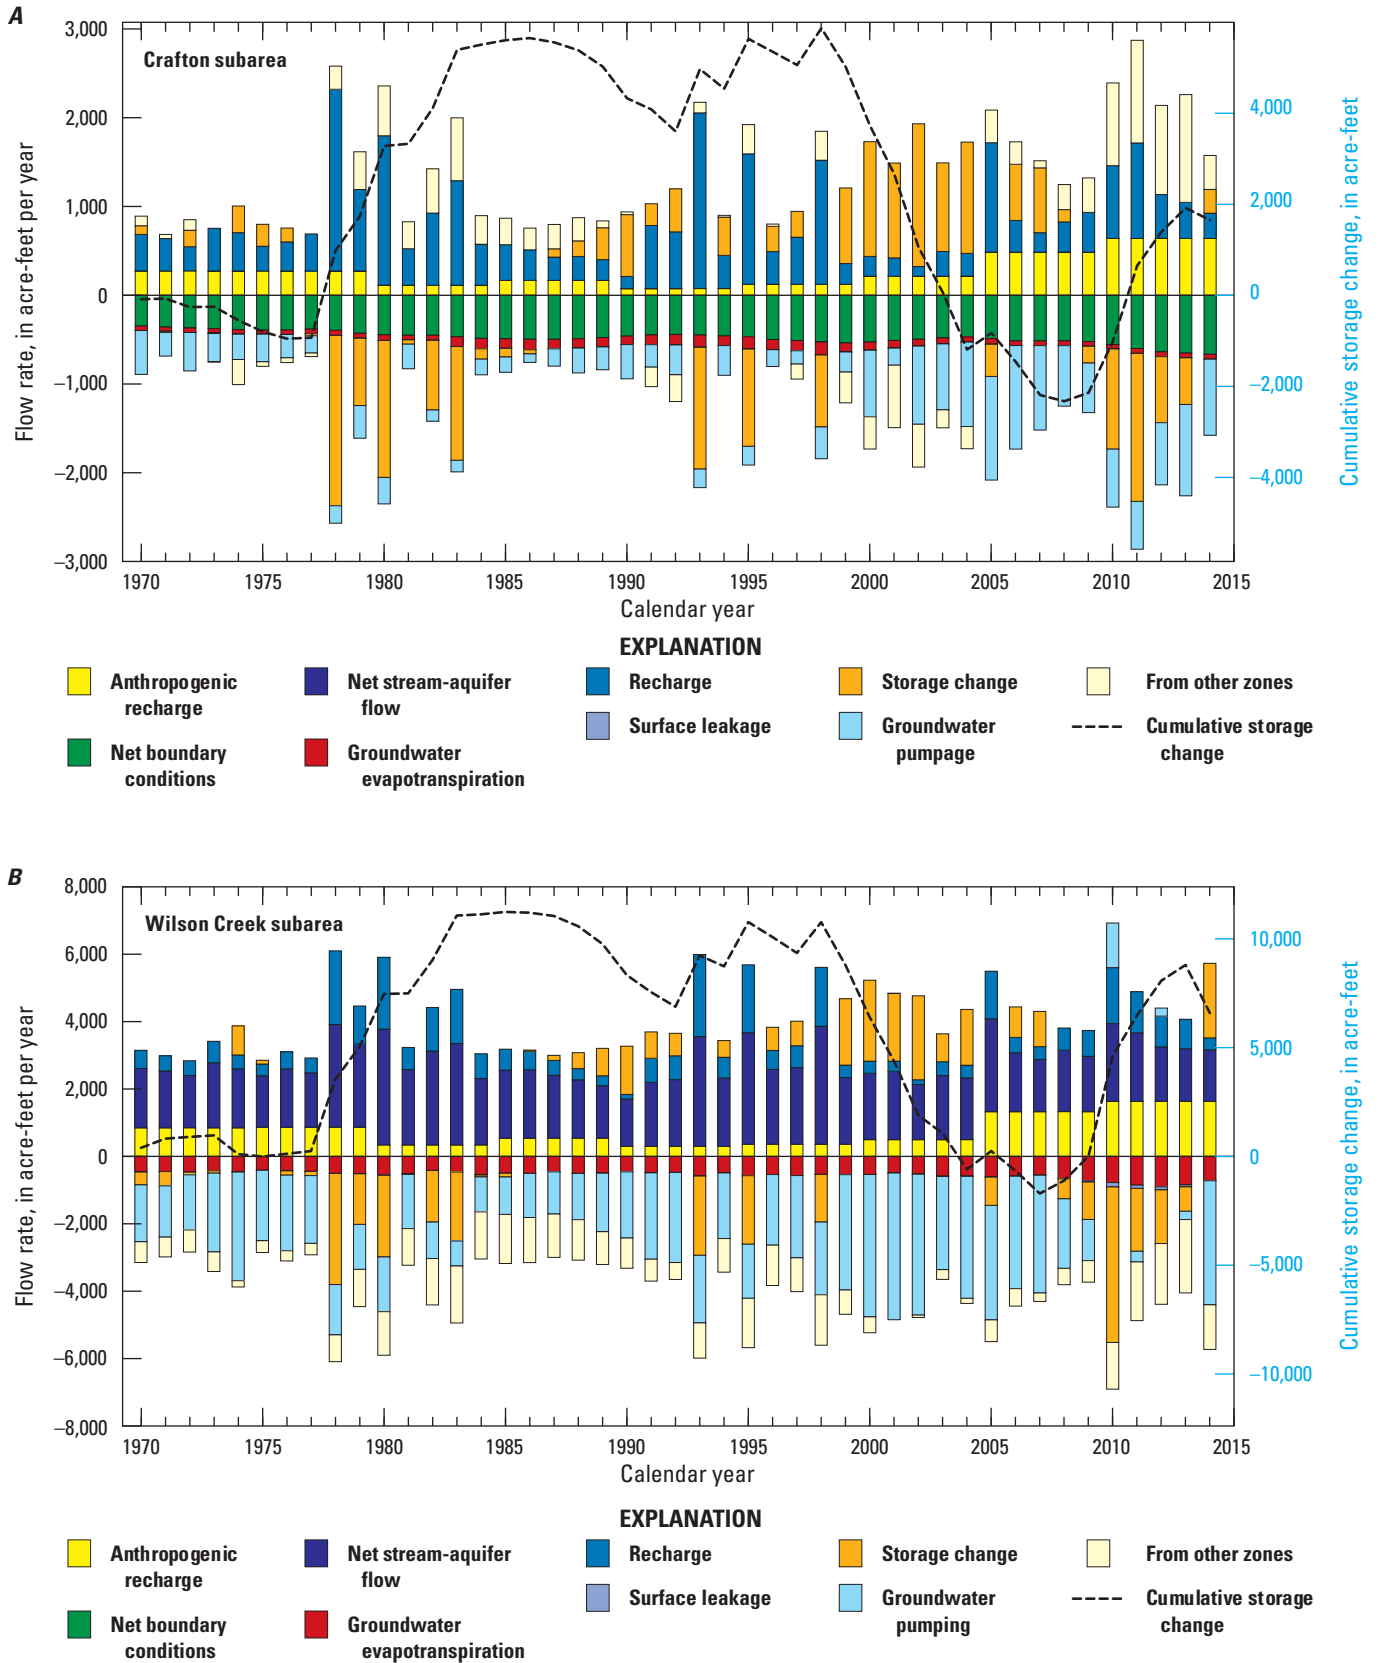 A
Crafton subarea
3,000
2,000
1,000
0
–1,000
–2,000
–3,000
Flow rate, in acre-feet per year
4,000
2,000
0
–2,000
–4,000
Cumulative storage change, in acre-feet
1970 1975 1980 1985 1990 1995 2000 2005 2010 2015
Calendar year
EXPLANATION
Anthropogenic
recharge
Net stream-aquifer
flow
Recharge
Storage change
From other zones
Surface leakage
Groundwater
pumpage
Cumulative storage
change
Net boundary
conditions
Groundwater
evapotranspiration
B
Wilson Creek subarea
8,000
6,000
4,000
2,000
0
–2,000
–4,000
–6,000
–8,000
Flow rate, in acre-feet per year
10,000
5,000
0
–5,000
–10,000
Cumulative storage change, in acre-feet
1970 1975 1980 1985 1990 1995 2000 2005 2010 2015
Calendar year
EXPLANATION
Anthropogenic
recharge
Net stream-aquifer
flow
Recharge
Storage change
From other zones
Surface leakage
Groundwater
pumping
Cumulative storage
change
Net boundary
conditions
Groundwater
evapotranspiration